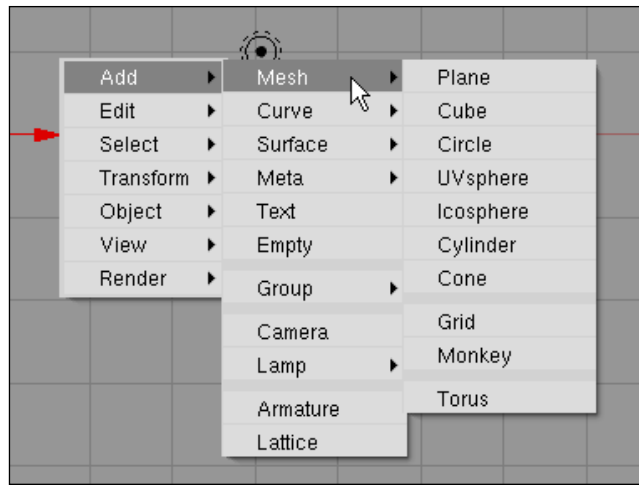 Add
Edit
Select
Transform
Object
View
Render
Mesh
Curve
Surface
Meta
Text
Empty
Group
Camera
Lamp
Armature
Lattice
Plane
Cube
Circle
UVsphere
Icosphere
Cylinder
Cone
Grid
Monkey
Torus